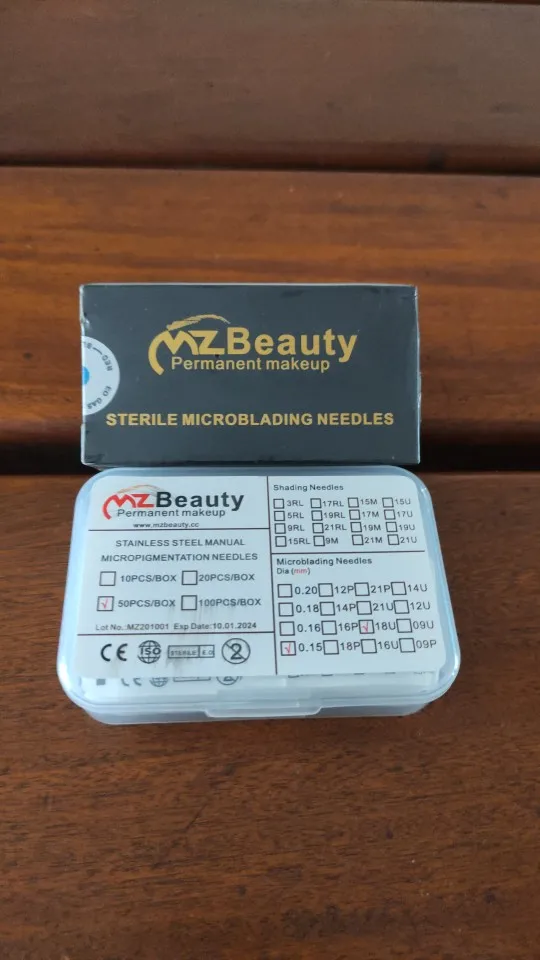 MZBeauty
Permanent makeup
STERILE MICROBLADING NEEDLES
EO GAS
RED
MZBeauty
Permanent makeup
www.mzbeauty.cc
STAINLESS STEEL MANUAL
MICROPIGMENTATION NEEDLES
10PCS/BOX 20PCS/BOX
50PCS/BOX 100PCS/BOX
Lot No.:MZ201001 Exp Date:10.01.2024
CE ISO STERILE E.O 2
Shading Needles
3RL 17RL 15M 15U
5RL 19RL 17M 17U
9RL 21RL 19M 19U
15RL 9M 21M 21U
Microblading Needles
Dia (mm)
0.20 12P 21P 14U
0.18 14P 21U 12U
0.16 16P 18U 09U
0.15 18P 16U 09P